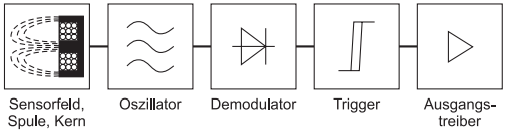 Sensorfeld,
Spule, Kern
Oszillator
Demodulator
Trigger
Ausgangs-
treiber